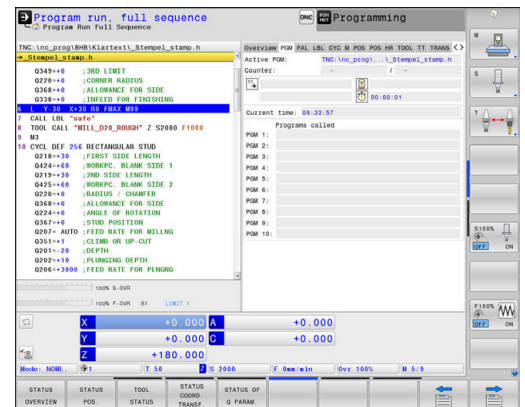 Program run, full sequence
Program Run Full Sequence
DNC
Programming
TNC:\nc_prog\BHB\Klartext\_Stempel_stamp.h
→_Stempel_stamp.h
Q349=+0 ;3RD LIMIT
Q220=+0 ;CORNER RADIUS
Q368=+0 ;ALLOWANCE FOR SIDE
Q338=+0 ;INFEED FOR FINISHING
6 L Y-30 X+30 R0 FMAX M99
7 CALL LBL "safe"
8 TOOL CALL "MILL_D20_ROUGH" Z S2000 F1000
9 M3
10 CYCL DEF 256 RECTANGULAR STUD
Q218=+30 ;FIRST SIDE LENGTH
Q424=+60 ;WORKPC. BLANK SIDE 1
Q219=+30 ;2ND SIDE LENGTH
Q425=+60 ;WORKPC. BLANK SIDE 2
Q220=+0 ;RADIUS / CHAMFER
Q368=+0 ;ALLOWANCE FOR SIDE
Q224=+0 ;ANGLE OF ROTATION
Q367=+0 ;STUD POSITION
Q207= AUTO ;FEED RATE FOR MILLNG
Q351=+1 ;CLIMB OR UP-CUT
Q201=-20 ;DEPTH
Q202=+10 ;PLUNGING DEPTH
Q206=+3000 ;FEED RATE FOR PLNGNG
100% S-OVR
100% F-OVR S1 LIMIT 1
Overview PGM PAL LBL CYC M POS POS HR TOOL TT TRANS
Active PGM: TNC:\nc_prog\...\_Stempel_stamp.h
Counter: - / -
00:00:01
Current time: 09:33:57
Programs called
PGM 1:
PGM 2:
PGM 3:
PGM 4:
PGM 5:
PGM 6:
PGM 7:
PGM 8:
PGM 9:
PGM 10:
X +0.000 A +0.000
Y +0.000 C +0.000
Z +180.000
Mode: NOML. 1 T 50 Z S 2000 F 0mm/min Ovr 100% M 5/9
STATUS OVERVIEW
STATUS POS.
TOOL STATUS
STATUS COORD. TRANSF.
STATUS OF Q PARAM.
M
S
T
S100%
OFF ON
F100%
OFF ON